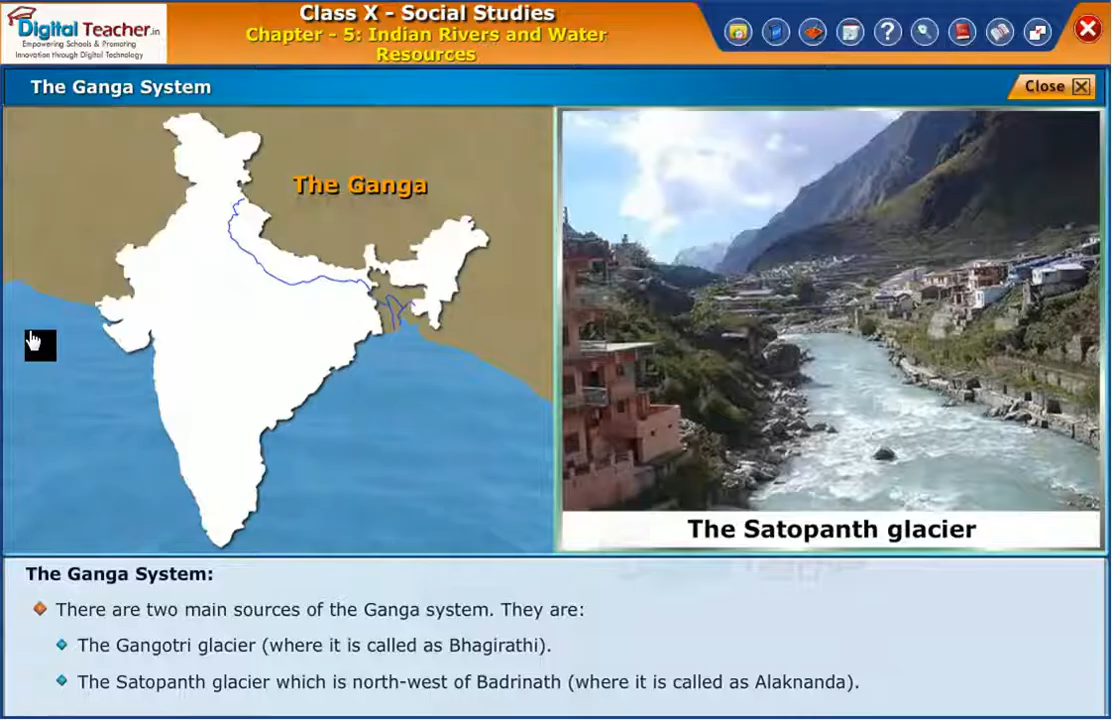 Digital Teacher.in
Empowering Schools & Promoting
Innovation through Digital Technology
Class X - Social Studies
Chapter - 5: Indian Rivers and Water
Resources
The Ganga System
Close
The Ganga
The Satopanth glacier
The Ganga System:
There are two main sources of the Ganga system. They are:
The Gangotri glacier (where it is called as Bhagirathi).
The Satopanth glacier which is north-west of Badrinath (where it is called as Alaknanda).